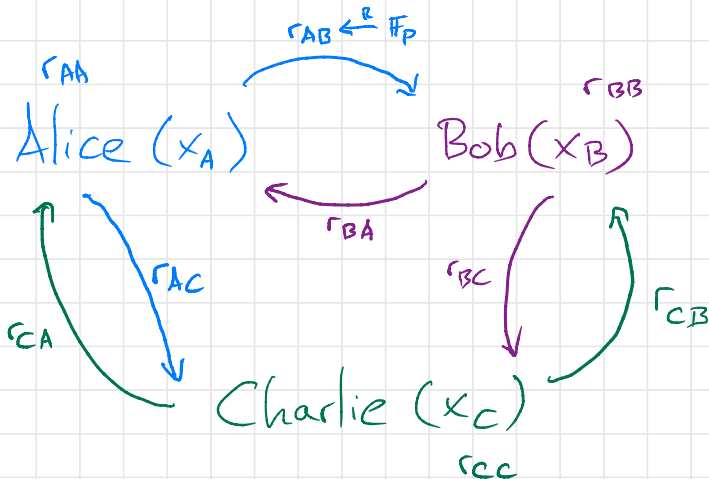 r_AB ←^R 𝔽_p
r_AA
r_BB
Alice (x_A)
Bob (x_B)
r_BA
r_AC
r_BC
r_CB
r_CA
Charlie (x_C)
r_CC